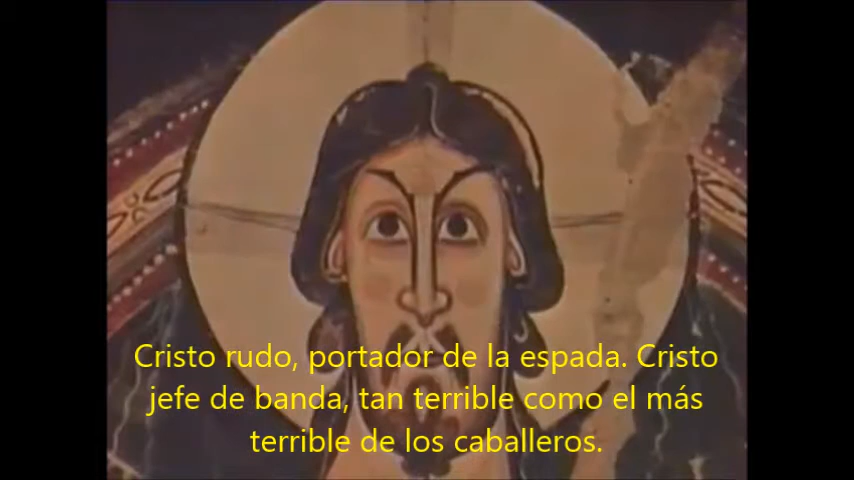 Cristo rudo, portador de la espada. Cristo
jefe de banda, tan terrible como el más
terrible de los caballeros.